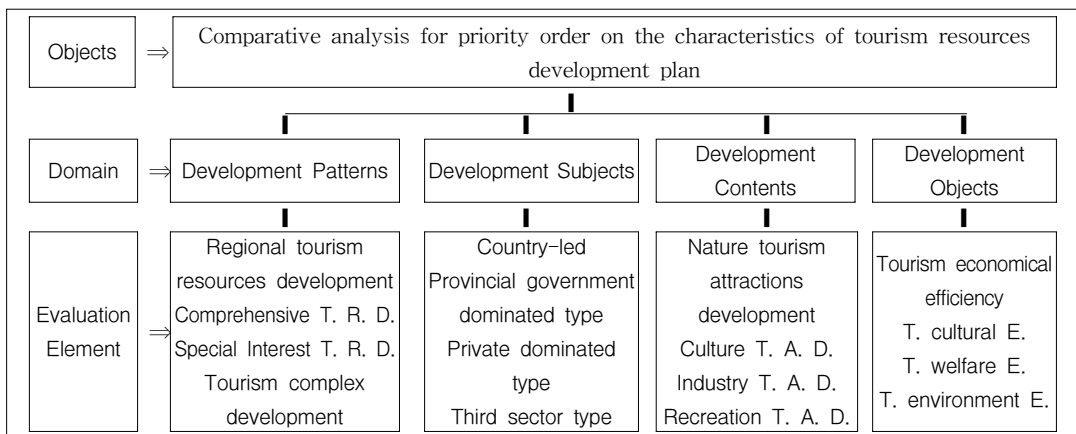 Objects
⇒
Comparative analysis for priority order on the characteristics of tourism resources
development plan
Domain
⇒
Development Patterns
Development Subjects
Development
Contents
Development
Objects
Evaluation
Element
⇒
Regional tourism
resources development
Comprehensive T. R. D.
Special Interest T. R. D.
Tourism complex
development
Country-led
Provincial government
dominated type
Private dominated
type
Third sector type
Nature tourism
attractions
development
Culture T. A. D.
Industry T. A. D.
Recreation T. A. D.
Tourism economical
efficiency
T. cultural E.
T. welfare E.
T. environment E.